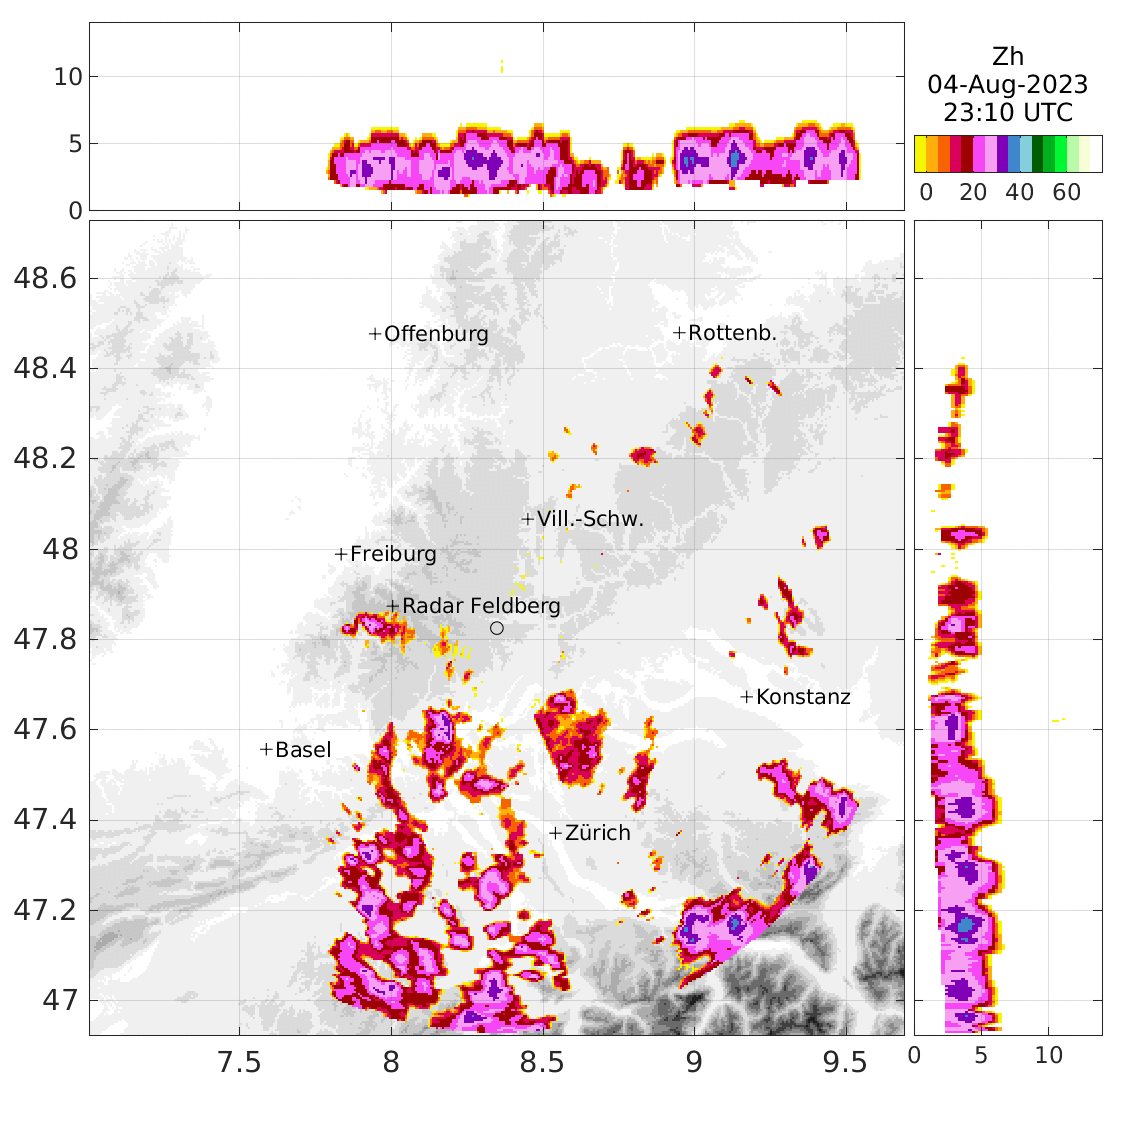 10
5
0
Zh
04-Aug-2023
23:10 UTC
0 20 40 60
48.6
48.4
48.2
48
47.8
47.6
47.4
47.2
47
+Offenburg
+Rottenb.
+Vill.-Schw.
+Freiburg
+Radar Feldberg
+Konstanz
+Basel
+Zürich
7.5 8 8.5 9 9.5
0 5 10